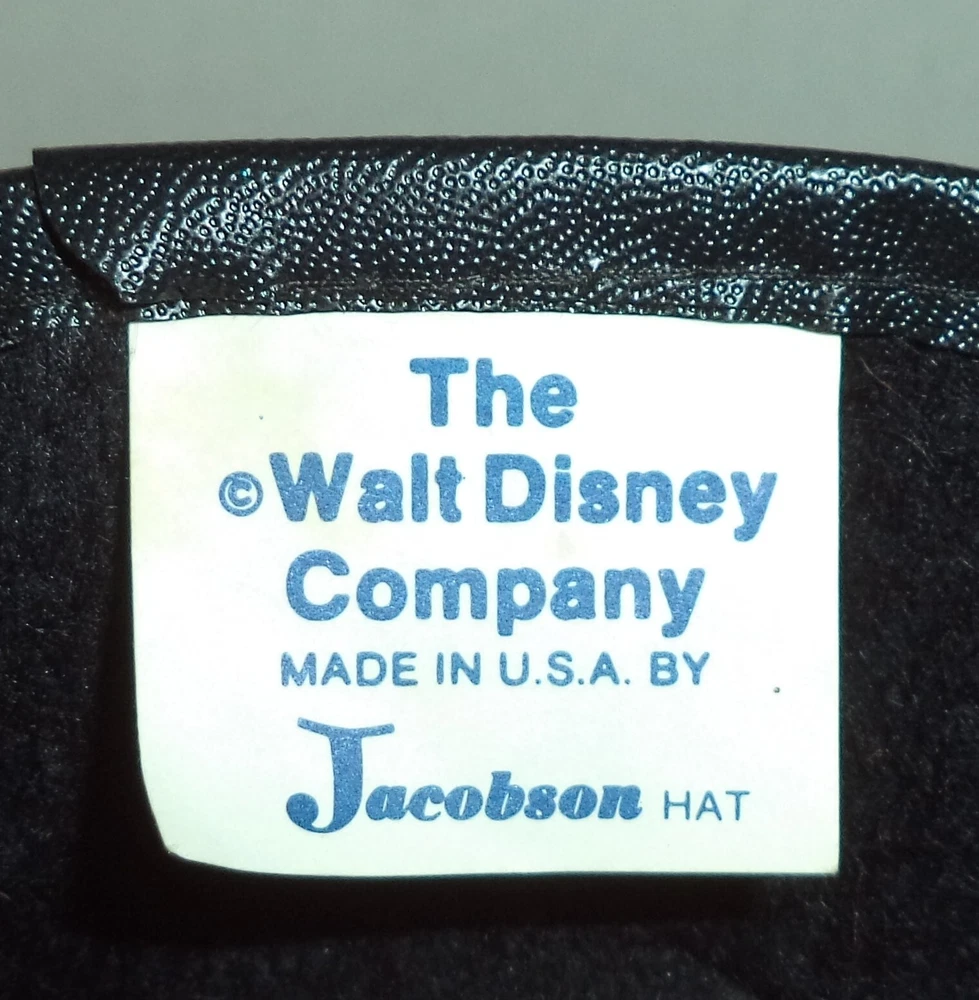 The
©Walt Disney
Company
MADE IN U.S.A. BY
Jacobson HAT